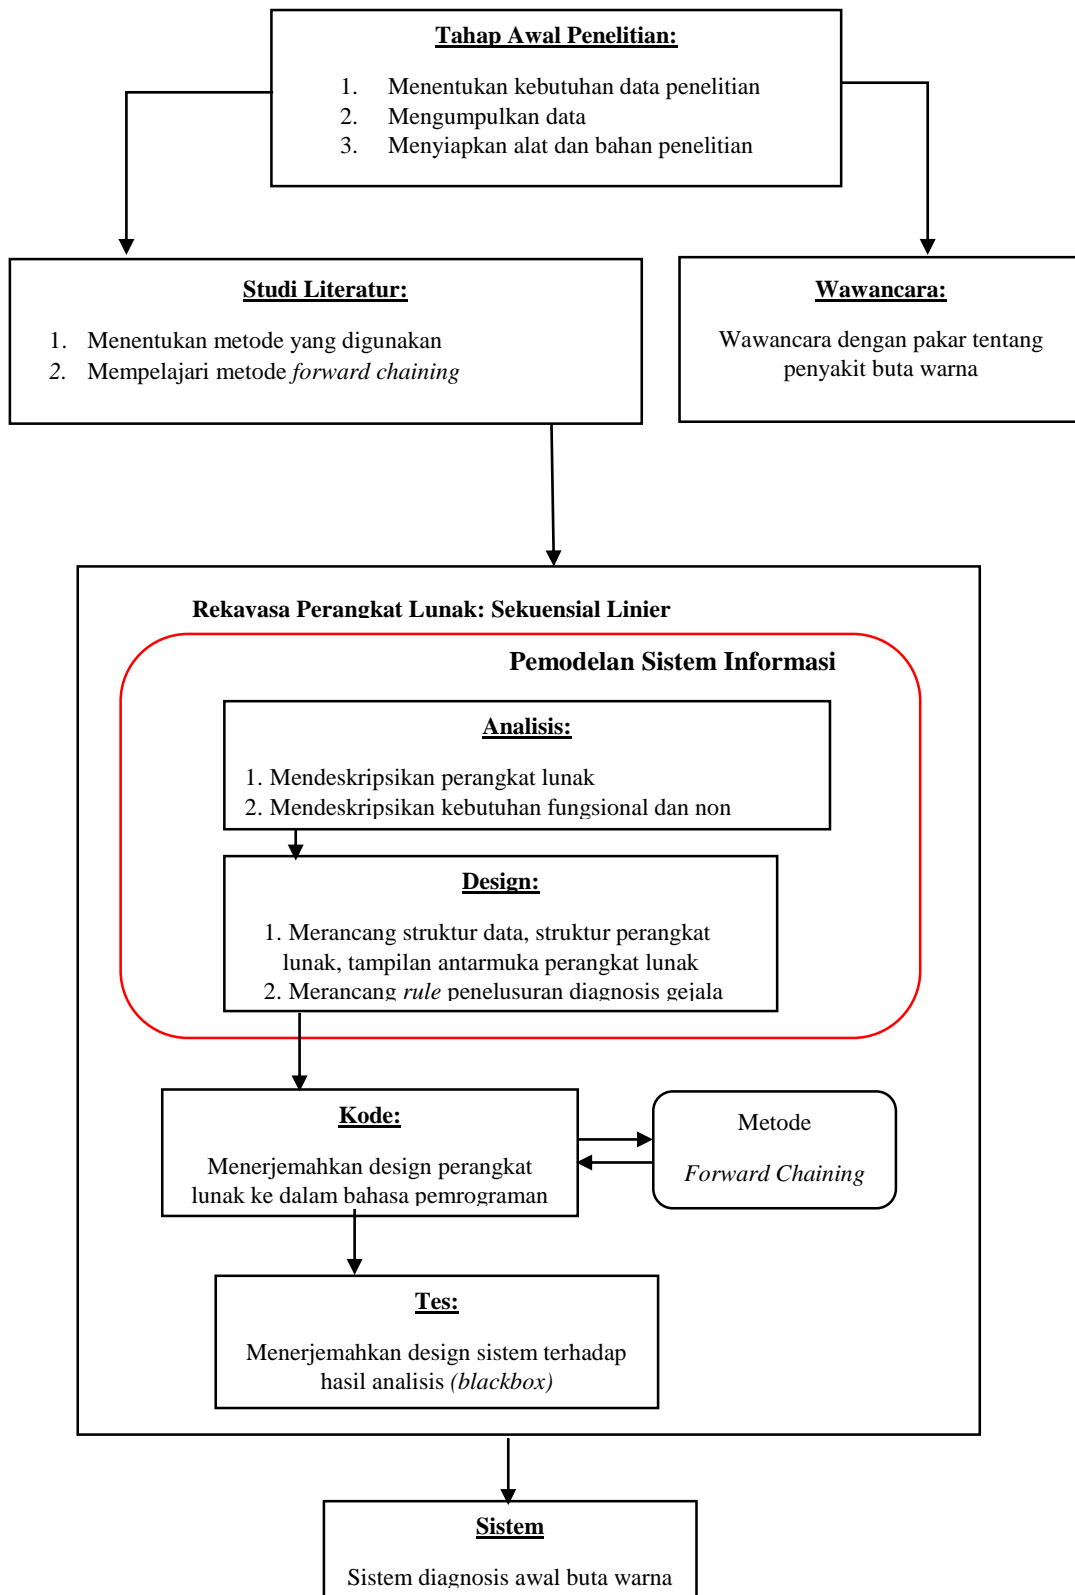 Tahap Awal Penelitian:
1. Menentukan kebutuhan data penelitian
2. Mengumpulkan data
3. Menyiapkan alat dan bahan penelitian
Studi Literatur:
1. Menentukan metode yang digunakan
2. Mempelajari metode forward chaining
Wawancara:
Wawancara dengan pakar tentang
penyakit buta warna
Rekayasa Perangkat Lunak: Sekuensial Linier
Pemodelan Sistem Informasi
Analisis:
1. Mendeskripsikan perangkat lunak
2. Mendeskripsikan kebutuhan fungsional dan non
Design:
1. Merancang struktur data, struktur perangkat
lunak, tampilan antarmuka perangkat lunak
2. Merancang rule penelusuran diagnosis gejala
Kode:
Menerjemahkan design perangkat
lunak ke dalam bahasa pemrograman
Metode
Forward Chaining
Tes:
Menerjemahkan design sistem terhadap
hasil analisis (blackbox)
Sistem
Sistem diagnosis awal buta warna